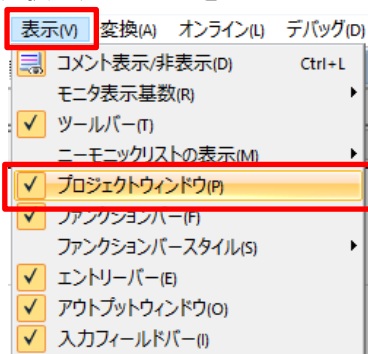 表示(V) 変換(A) オンライン(L) デバッグ(D)
コメント表示/非表示(D) Ctrl+L
モニタ表示基数(R)
ツールバー(T)
ニーモニックリストの表示(M)
プロジェクトウィンドウ(P)
ファンクションバー(F)
ファンクションバースタイル(S)
エントリーバー(E)
アウトプットウィンドウ(O)
入力フィールドバー(I)